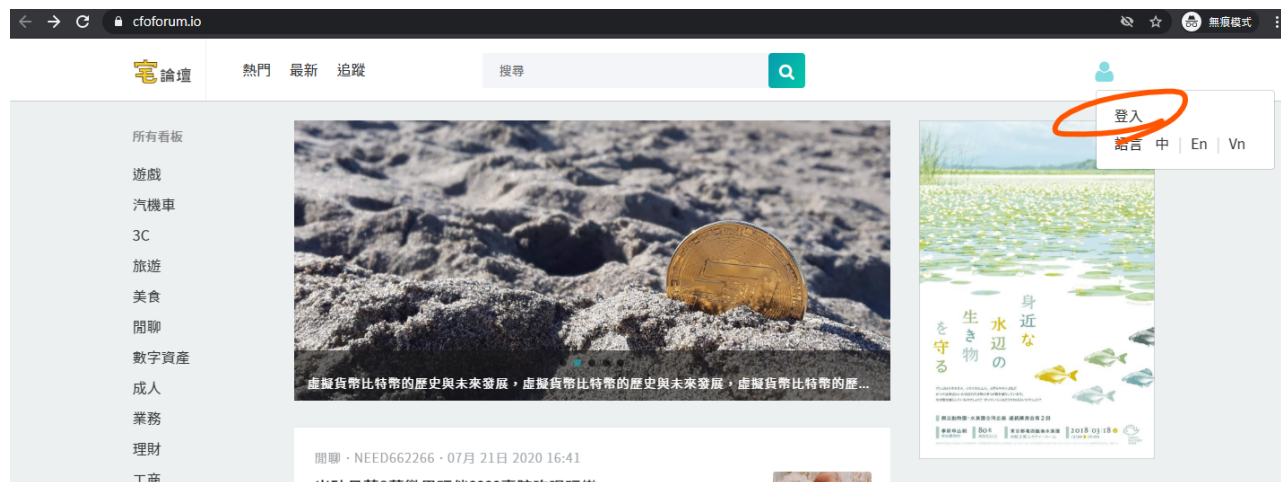 cfoforum.io
無痕模式
宅論壇
熱門 最新 追蹤
搜尋
登入
語言 中 | En | Vn
所有看板
遊戲
汽機車
3C
旅遊
美食
閒聊
數字資產
成人
業務
理財
工商
虛擬貨幣比特幣的歷史與未來發展，虛擬貨幣比特幣的歷史與未來發展，虛擬貨幣比特幣的歷...
閒聊・NEED662266・07月 21日 2020 16:41
身近な
水辺の
生き物
を守る
2018 03 18